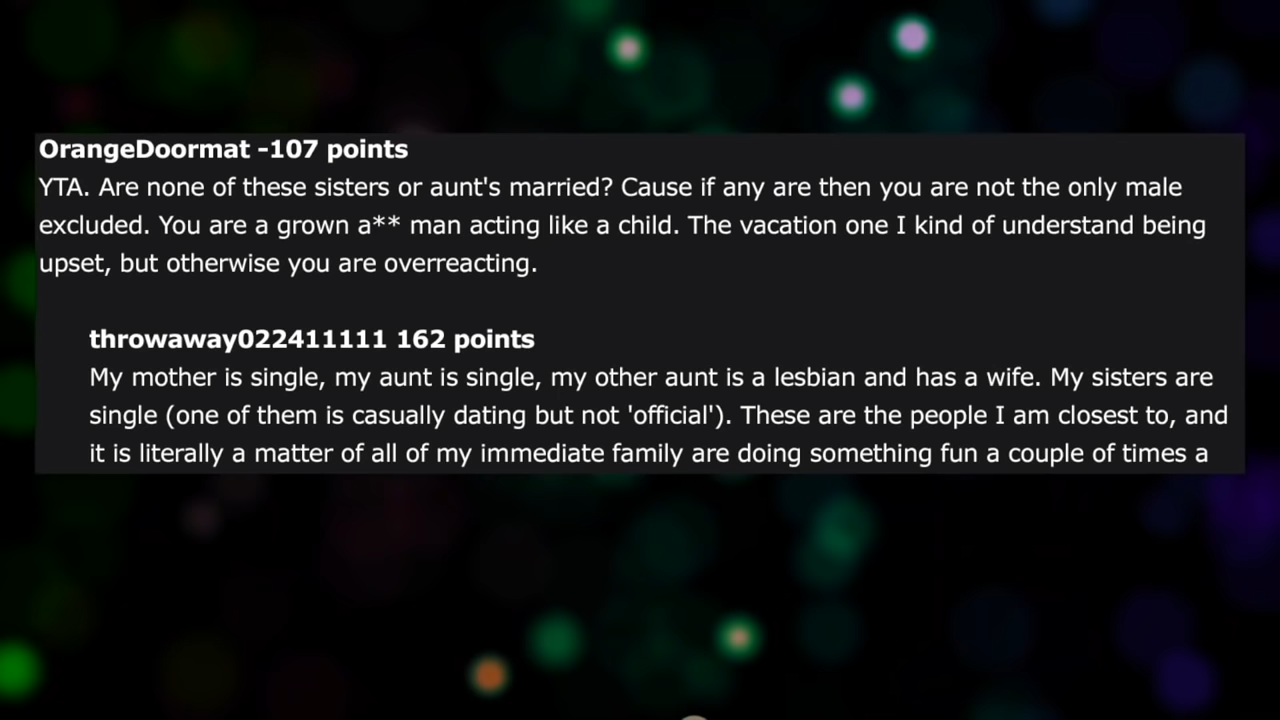 OrangeDoormat -107 points
YTA. Are none of these sisters or aunt's married? Cause if any are then you are not the only male
excluded. You are a grown a** man acting like a child. The vacation one I kind of understand being
upset, but otherwise you are overreacting.
throwaway022411111 162 points
My mother is single, my aunt is single, my other aunt is a lesbian and has a wife. My sisters are
single (one of them is casually dating but not 'official'). These are the people I am closest to, and
it is literally a matter of all of my immediate family are doing something fun a couple of times a